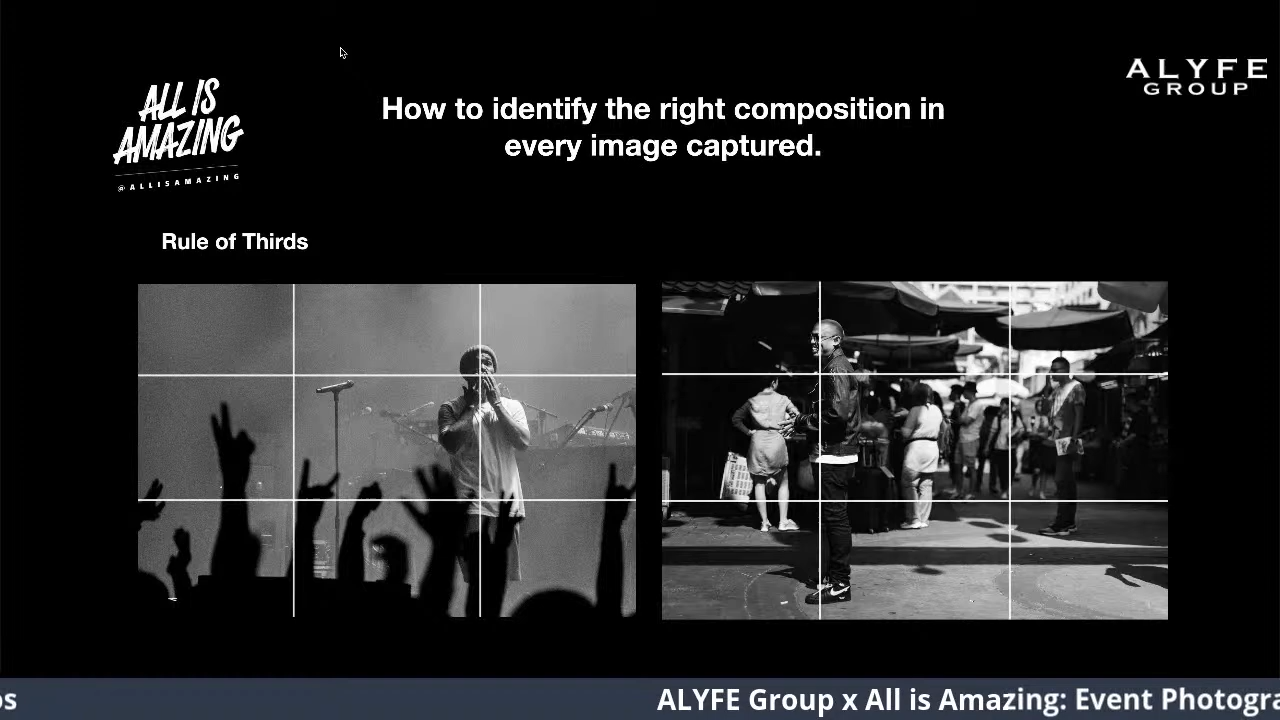 ALL IS
AMAZING
@ALLISAMAZING
ALYFE
GROUP
How to identify the right composition in
every image captured.
Rule of Thirds
ALYFE Group x All is Amazing: Event Photogra